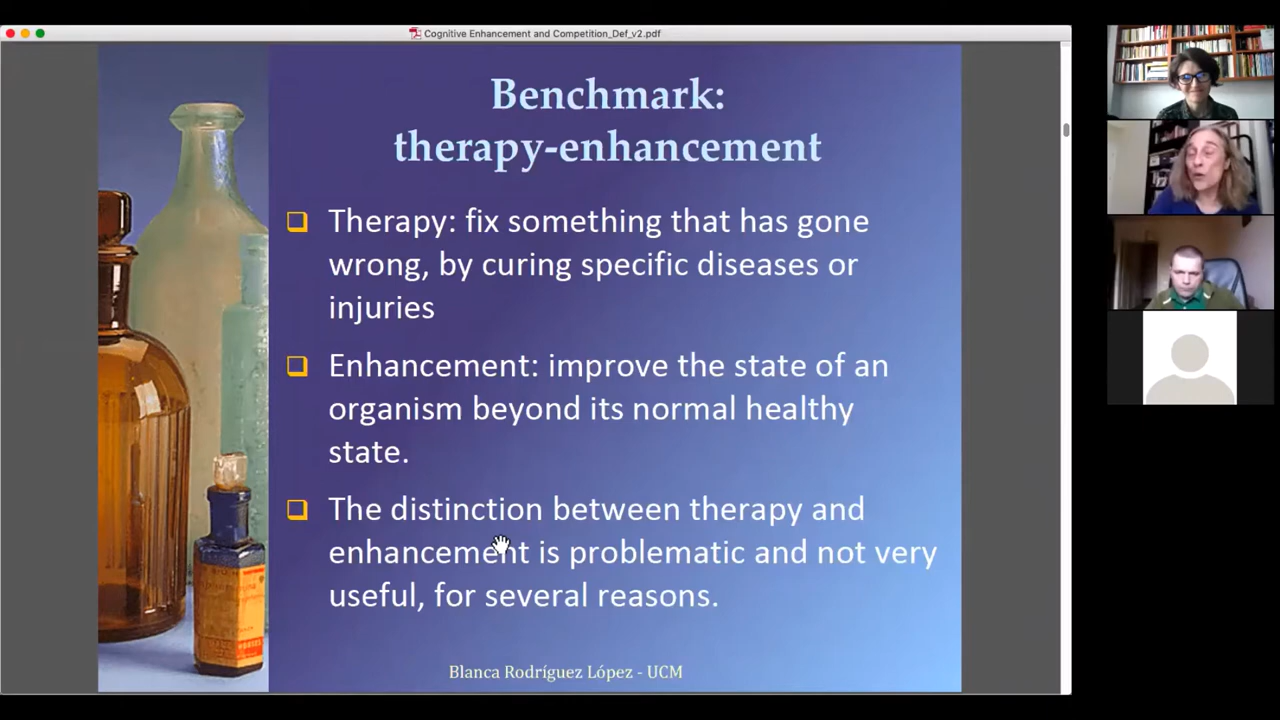 Cognitive Enhancement and Competition_Def_v2.pdf
Benchmark:
therapy-enhancement
Therapy: fix something that has gone
wrong, by curing specific diseases or
injuries
Enhancement: improve the state of an
organism beyond its normal healthy
state.
The distinction between therapy and
enhancement is problematic and not very
useful, for several reasons.
Blanca Rodríguez López - UCM